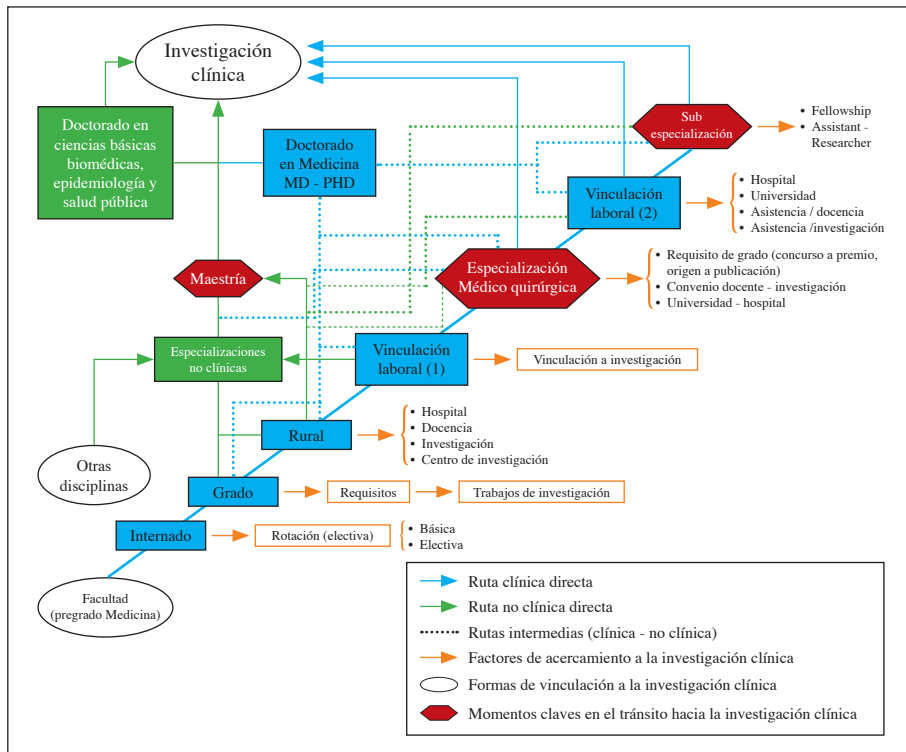 Investigación
clínica
Doctorado en
ciencias básicas
biomédicas,
epidemiología y
salud pública
Doctorado
en Medicina
MD - PHD
Sub
especialización
• Fellowship
• Assistant -
Researcher
Vinculación
laboral (2)
• Hospital
• Universidad
• Asistencia / docencia
• Asistencia /investigación
Maestría
Especialización
Médico quirúrgica
• Requisito de grado (concurso a premio,
origen a publicación)
• Convenio docente - investigación
• Universidad - hospital
Especializaciones
no clínicas
Vinculación
laboral (1)
Vinculación a investigación
Rural
• Hospital
• Docencia
• Investigación
• Centro de investigación
Otras
disciplinas
Grado
Requisitos
Trabajos de investigación
Internado
Rotación (electiva)
• Básica
• Electiva
Facultad
(pregrado Medicina)
Ruta clínica directa
Ruta no clínica directa
Rutas intermedias (clínica - no clínica)
Factores de acercamiento a la investigación clínica
Formas de vinculación a la investigación clínica
Momentos claves en el tránsito hacia la investigación clínica